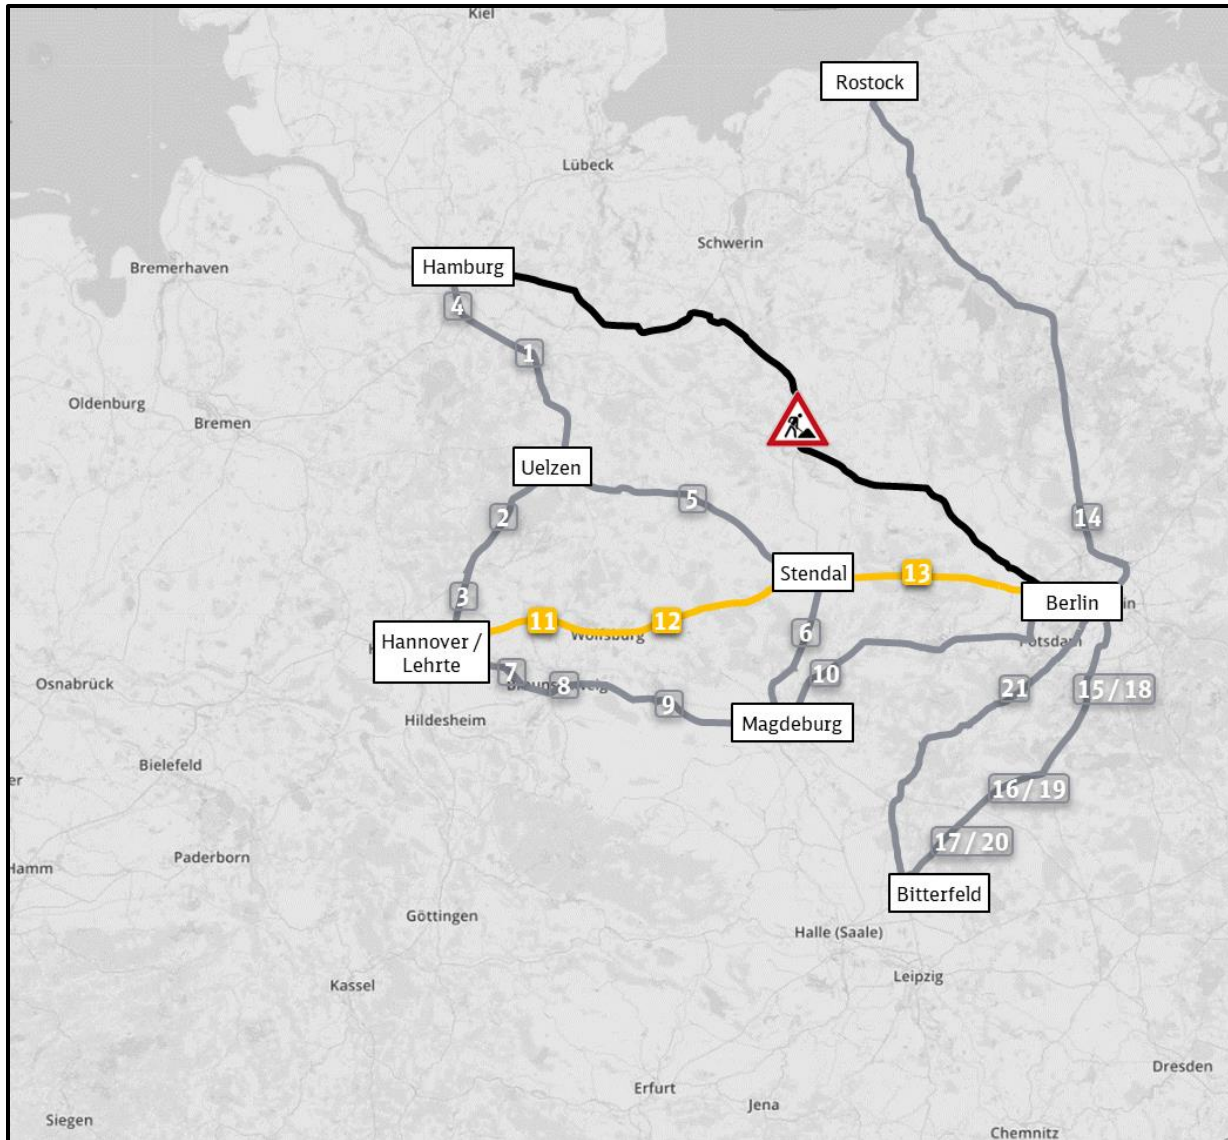 Kiel
Rostock
Lübeck
Schwerin
Bremerhaven
Hamburg
4
1
Oldenburg
Bremen
Uelzen
5
2
14
Stendal
13
3
Berlin
11
12
Wolfsburg
6
Hannover /
Lehrte
Potsdam
7
8
10
Osnabrück
21
15 / 18
9
Hildesheim
Magdeburg
Bielefeld
16 / 19
17 / 20
Paderborn
Hamm
Bitterfeld
Göttingen
Halle (Saale)
Leipzig
Kassel
Dresden
Erfurt
Jena
Siegen
Chemnitz